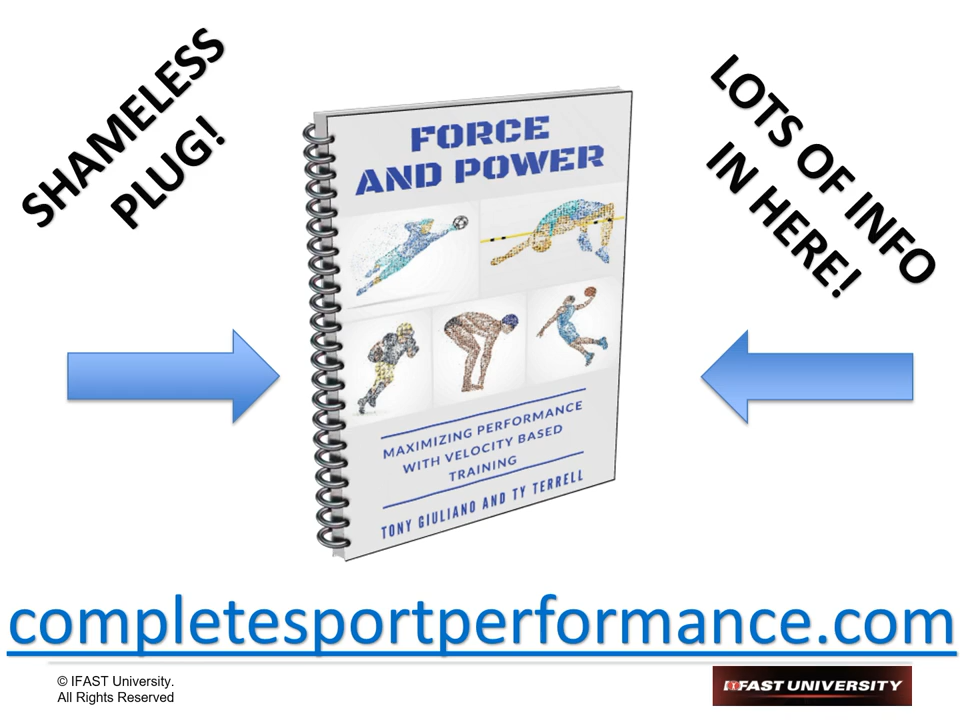 SHAMELESS
PLUG!
LOTS OF INFO
IN HERE!
FORCE
AND POWER
MAXIMIZING PERFORMANCE
WITH VELOCITY BASED
TRAINING
TONY GIULIANO AND TY TERRELL
completesportperformance.com
© IFAST University.
All Rights Reserved
IFAST UNIVERSITY